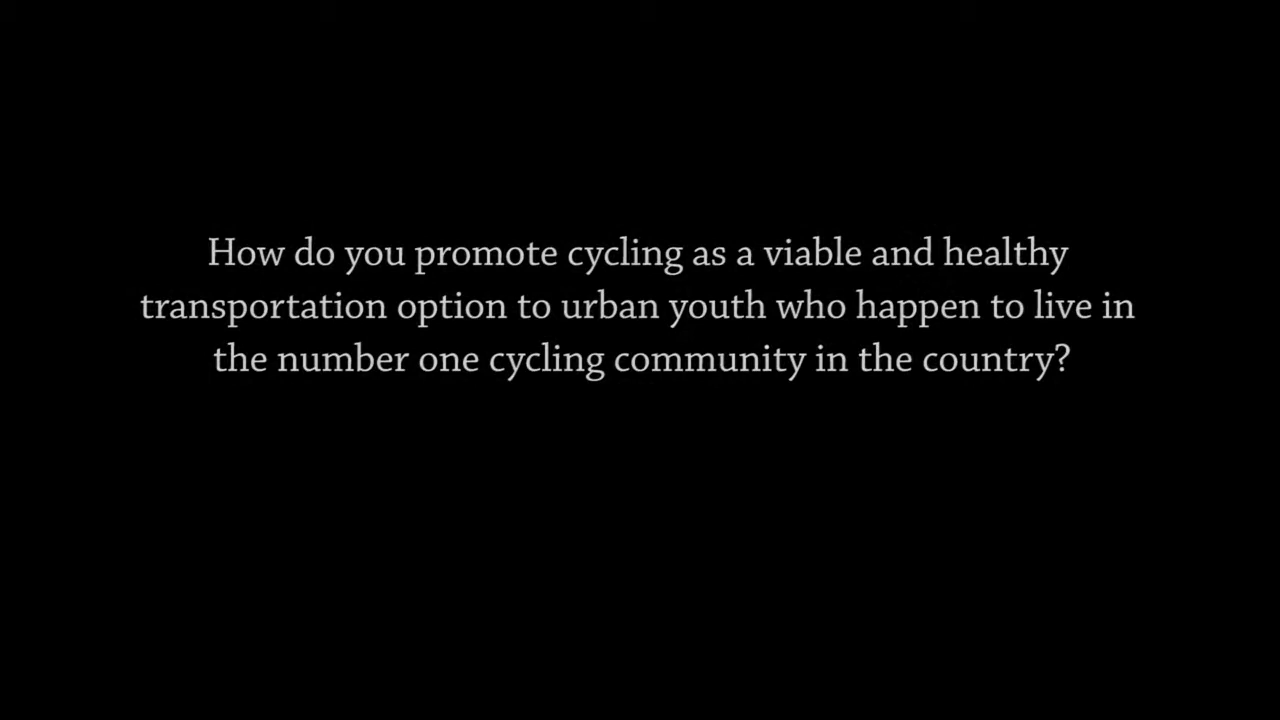 How do you promote cycling as a viable and healthy
transportation option to urban youth who happen to live in
the number one cycling community in the country?